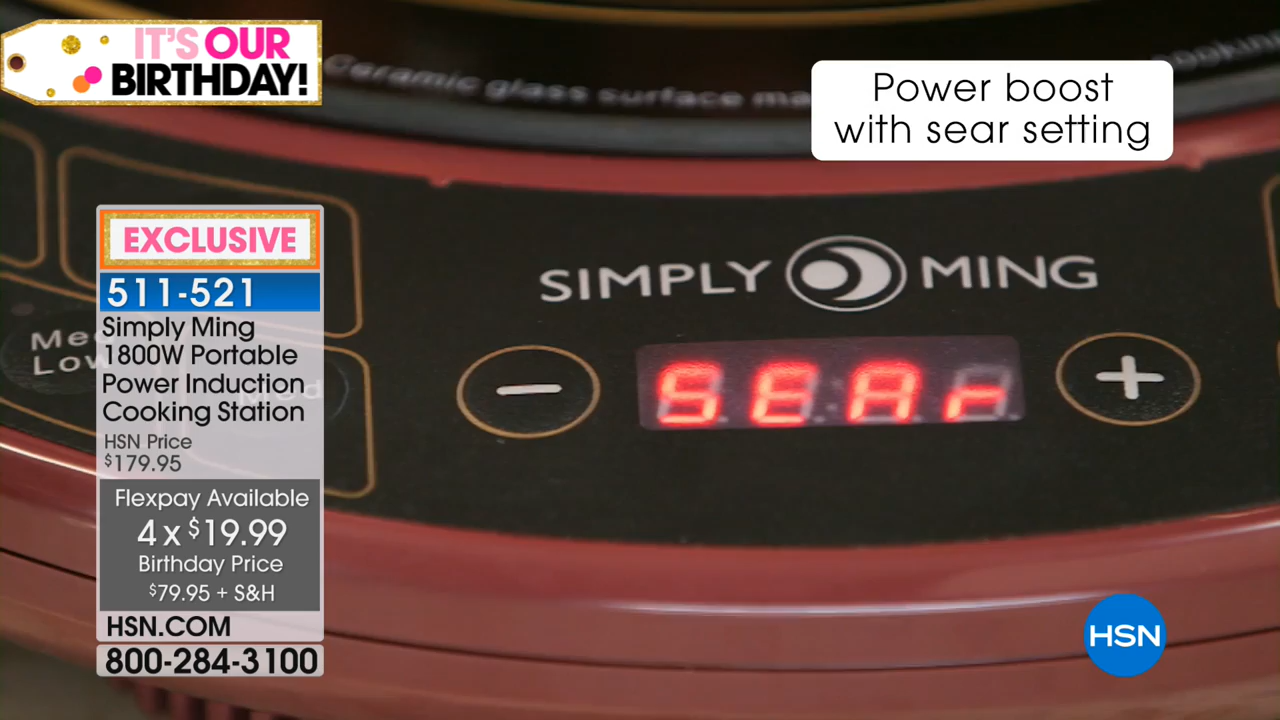 IT'S OUR
BIRTHDAY!
Ceramic glass surface
cooking
Power boost
with sear setting
EXCLUSIVE
511-521
Simply Ming
1800W Portable
Power Induction
Cooking Station
HSN Price
$179.95
Flexpay Available
4 x $19.99
Birthday Price
$79.95 + S&H
HSN.COM
800-284-3100
SIMPLY MING
− SEAr +
Low
HSN